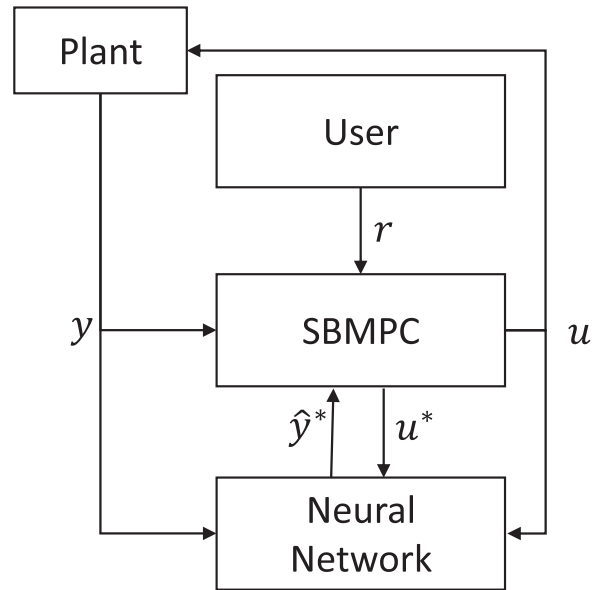 Plant
User
r
y
SBMPC
u
ŷ*
u*
Neural
Network